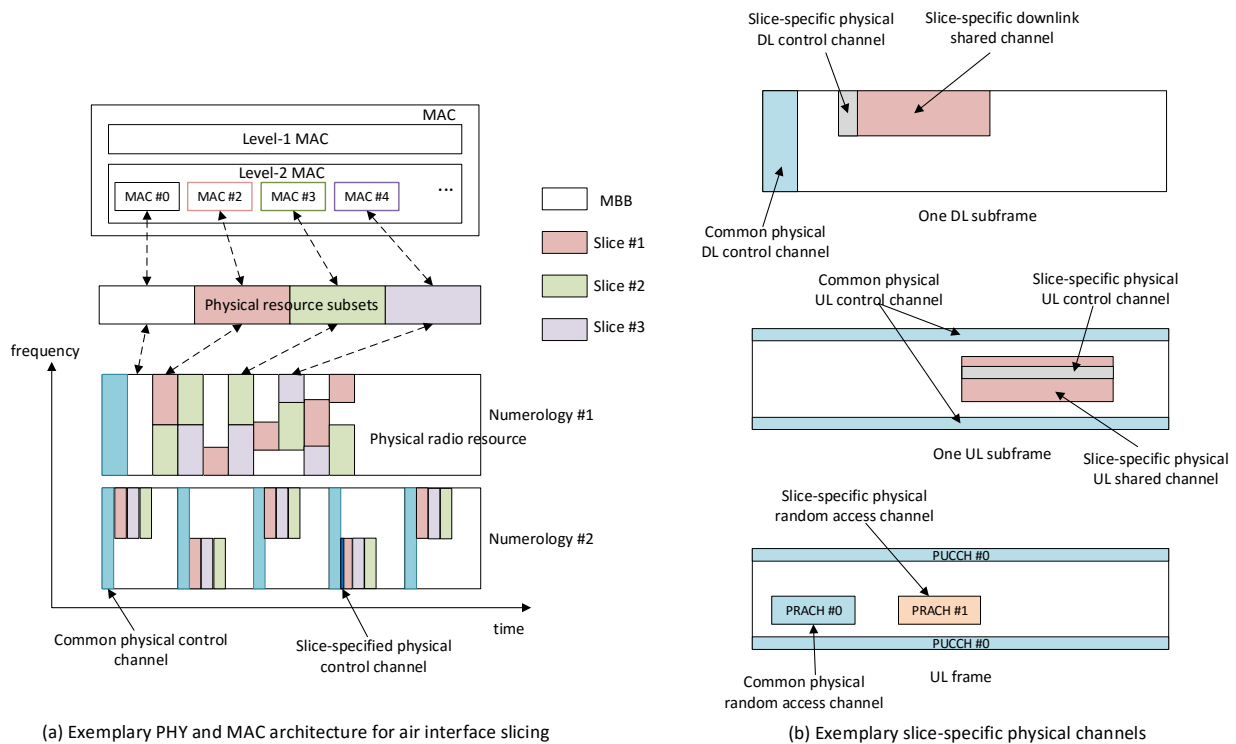 MAC
Level-1 MAC
Level-2 MAC
MAC #0
MAC #2
MAC #3
MAC #4
...
MBB
Slice #1
Slice #2
Slice #3
Physical resource subsets
frequency
Numerology #1
Physical radio resource
Numerology #2
time
Common physical control
channel
Slice-specified physical
control channel
(a) Exemplary PHY and MAC architecture for air interface slicing
Slice-specific physical
DL control channel
Slice-specific downlink
shared channel
Common physical
DL control channel
One DL subframe
Common physical
UL control channel
Slice-specific physical
UL control channel
One UL subframe
Slice-specific physical
UL shared channel
Slice-specific physical
random access channel
PUCCH #0
PRACH #0
PRACH #1
PUCCH #0
Common physical
random access channel
UL frame
(b) Exemplary slice-specific physical channels